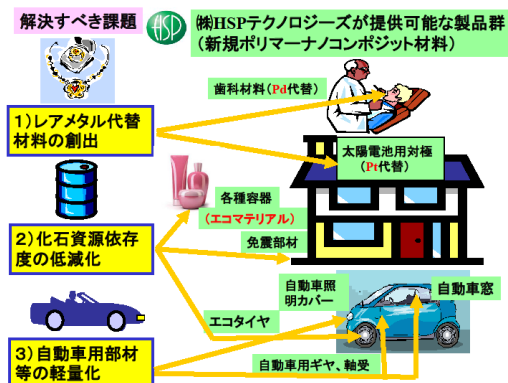 解決すべき課題
HSP
㈱HSPテクノロジーズが提供可能な製品群
(新規ポリマーナノコンポジット材料)
歯科材料(Pd代替)
1)レアメタル代替
材料の創出
太陽電池用対極
(Pt代替)
各種容器
(エコマテリアル)
2)化石資源依存
度の低減化
免震部材
自動車照
明カバー
自動車窓
エコタイヤ
3)自動車用部材
等の軽量化
自動車用ギヤ、軸受